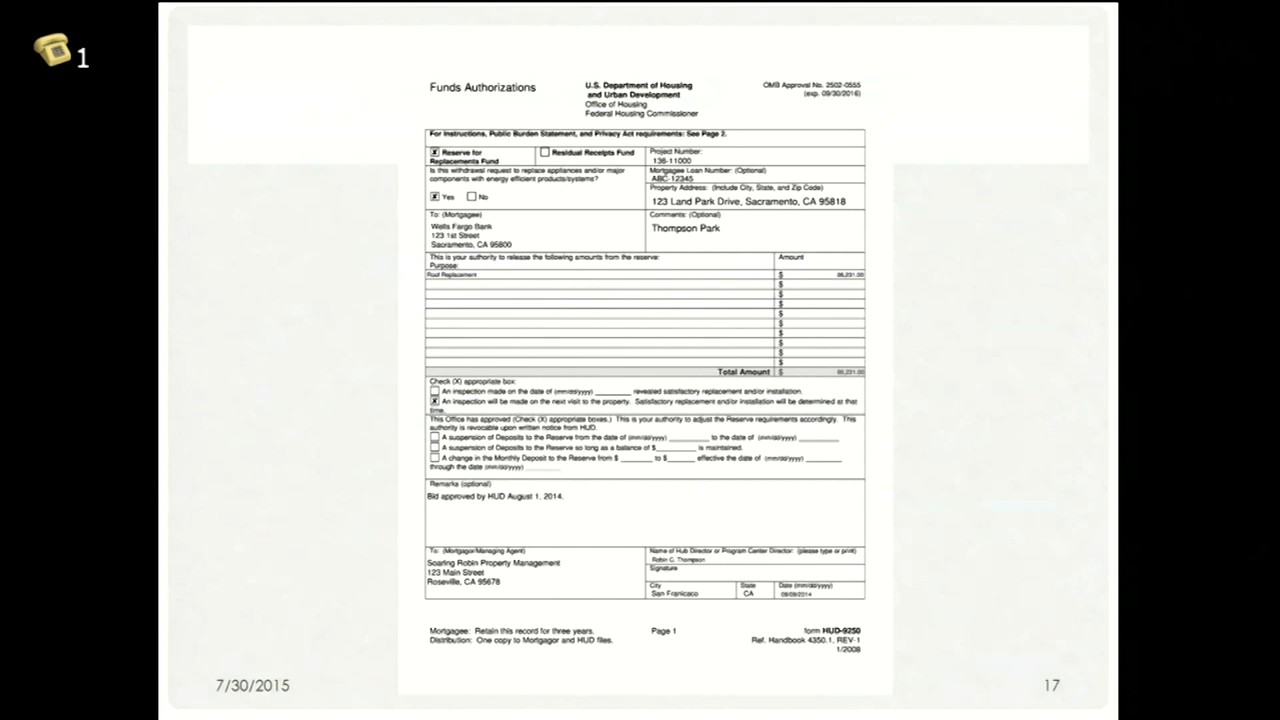 1
Funds Authorizations
U.S. Department of Housing
and Urban Development
Office of Housing
Federal Housing Commissioner
OMB Approval No. 2502-0555
(exp. 09/30/2016)
For Instructions, Public Burden Statement, and Privacy Act requirements: See Page 2.
X Reserve for
Replacements Fund
Residual Receipts Fund
Project Number:
136-11000
Is this withdrawal request to replace appliances and/or major
components with energy efficient products/systems?
X Yes No
Mortgagee Loan Number: (Optional)
ABC-12345
Property Address: (Include City, State, and Zip Code)
123 Land Park Drive, Sacramento, CA 95818
To: (Mortgagee)
Wells Fargo Bank
123 1st Street
Sacramento, CA 95800
Comments: (Optional)
Thompson Park
This is your authority to release the following amounts from the reserve:
Purpose:
Amount
Roof Replacement $
$
$
$
$
$
$
$
$
$
Total Amount $
Check (X) appropriate box:
An inspection made on the date of (mm/dd/yyyy) ________ revealed satisfactory replacement and/or installation.
X An inspection will be made on the next visit to the property. Satisfactory replacement and/or installation will be determined at that
time.
This Office has approved (Check (X) appropriate boxes.) This is your authority to adjust the Reserve requirements accordingly. This
authority is revocable upon written notice from HUD.
A suspension of Deposits to the Reserve from the date of (mm/dd/yyyy) ________ to the date of (mm/dd/yyyy) ________
A suspension of Deposits to the Reserve so long as a balance of $________ is maintained.
A change in the Monthly Deposit to the Reserve from $ ______ to $______ effective the date of (mm/dd/yyyy) ________
through the date (mm/dd/yyyy) ________
Remarks (optional)
Bid approved by HUD August 1, 2014.
To: (Mortgagor/Managing Agent)
Soaring Robin Property Management
123 Main Street
Roseville, CA 95678
Name of Hub Director or Program Center Director: (please type or print)
Robin C. Thompson
Signature
City
San Franicaco
State
CA
Date (mm/dd/yyyy)
Mortgagee: Retain this record for three years.
Distribution: One copy to Mortgagor and HUD files.
Page 1
form HUD-9250
Ref. Handbook 4350.1, REV-1
1/2008
7/30/2015
17